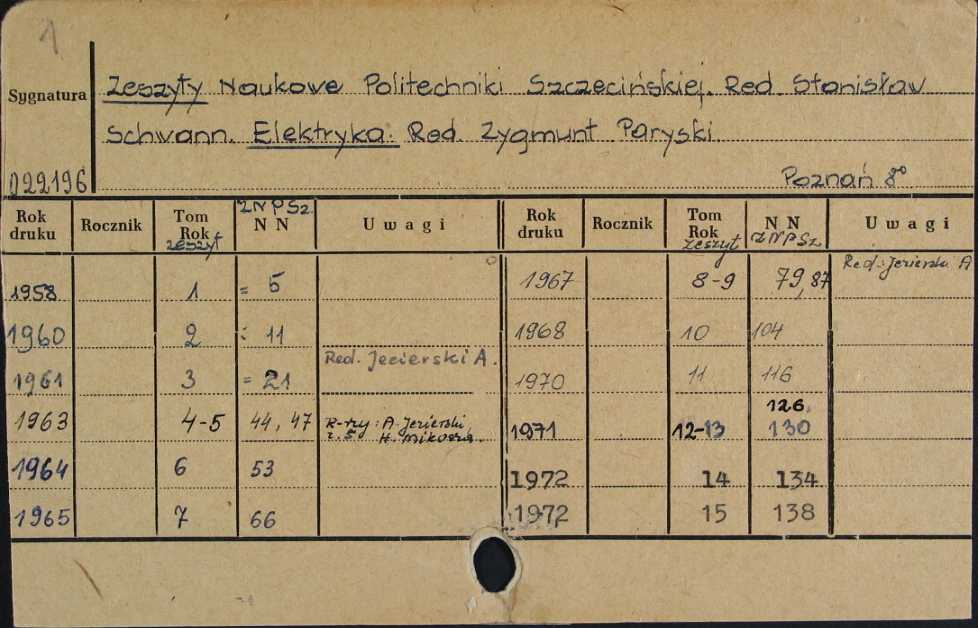 1
Sygnatura
Zeszyty Naukowe Politechniki Szczecińskiej. Red. Stanisław
Schwann. Elektryka. Red. Zygmunt Paryski.
022196
Poznań 8°
Rok druku Rocznik Tom Rok zeszyt ZNPSz. N N Uwagi Rok druku Rocznik Tom Rok Zeszyt N N ZNPSz Uwagi
1958 1 = 5 1967 8-9 79, 87 Red.: A
1960 2 : 11 1968 10 104
Red. Jezierski A.
1961 3 = 21 1970 11 116
1963 4-5 44, 47 R-rzy: A. Jezierski, 1971 12-13 126, 130
z. 5 H.
1964 6 53 1972 14 134
1965 7 66 1972 15 138